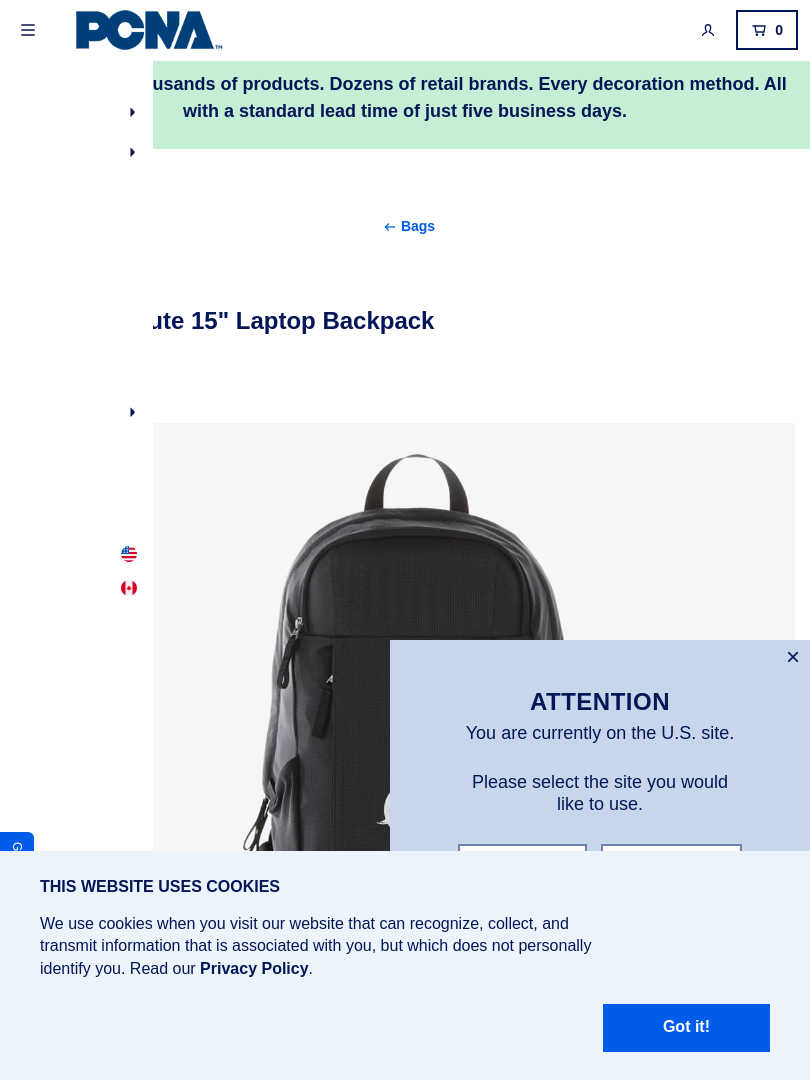 PCNA™
0
usands of products. Dozens of retail brands. Every decoration method. All
with a standard lead time of just five business days.
← Bags
ute 15" Laptop Backpack
×
ATTENTION
You are currently on the U.S. site.
Please select the site you would
like to use.
G
THIS WEBSITE USES COOKIES
We use cookies when you visit our website that can recognize, collect, and
transmit information that is associated with you, but which does not personally
identify you. Read our Privacy Policy.
Got it!